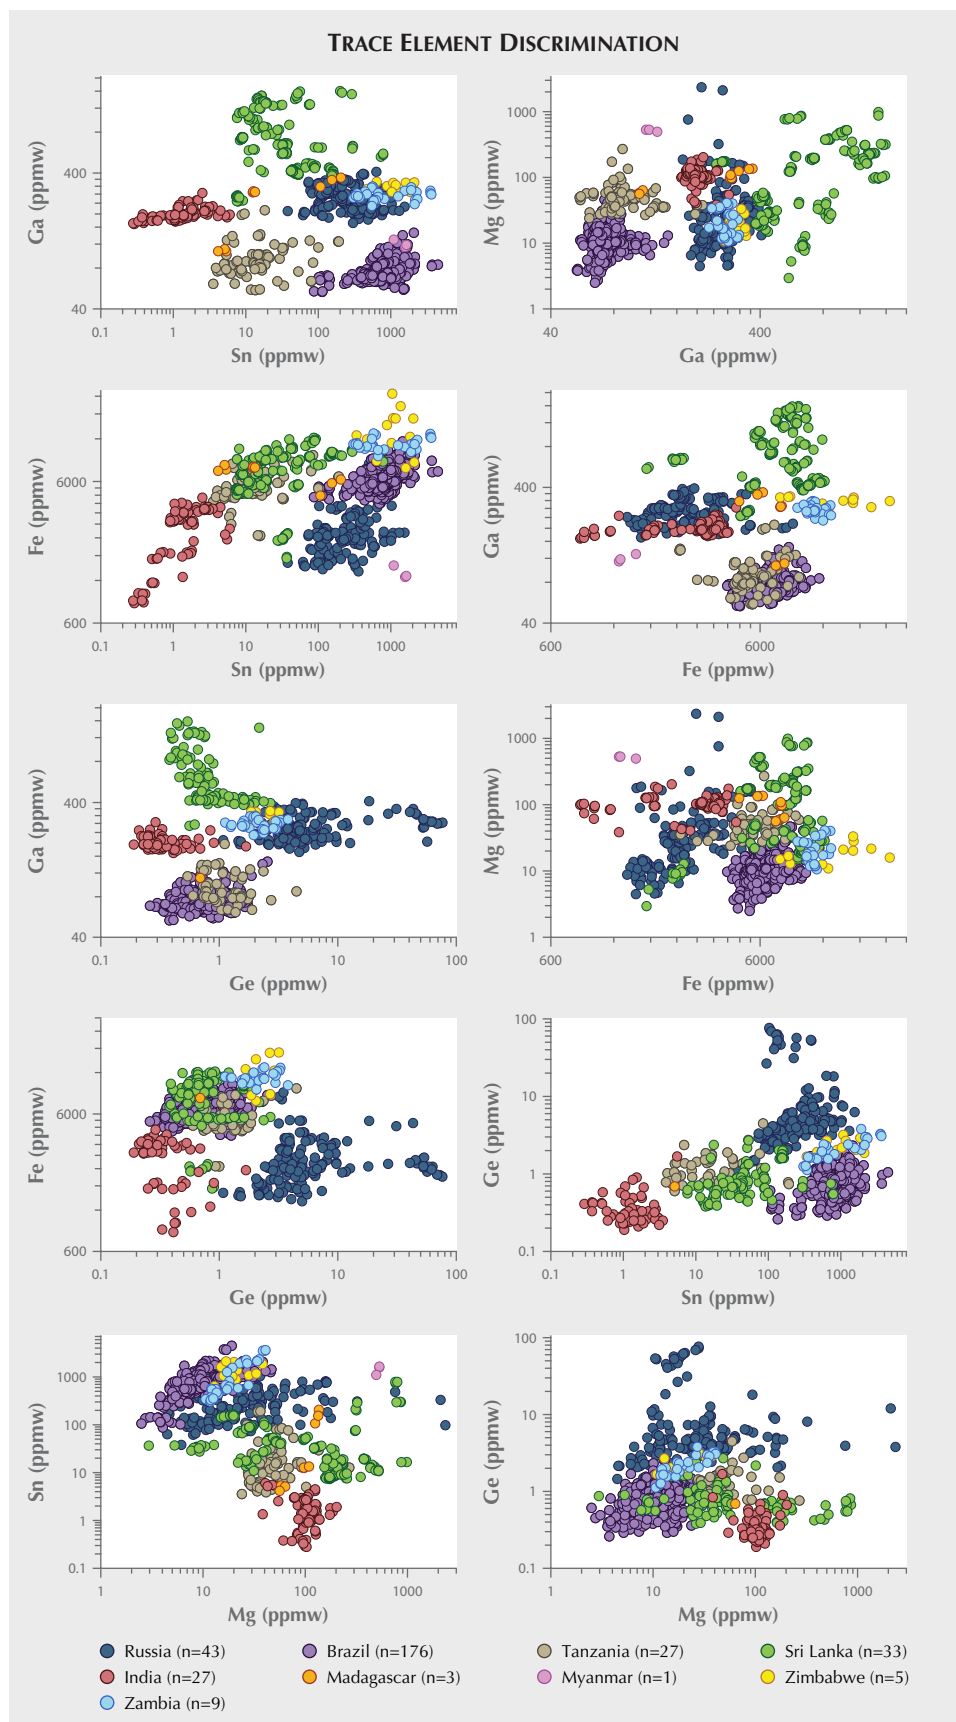 TRACE ELEMENT DISCRIMINATION
Ga (ppmw)
400
40
0.1 1 10 100 1000
Sn (ppmw)
Mg (ppmw)
1000
100
10
1
40 400
Ga (ppmw)
Fe (ppmw)
6000
600
0.1 1 10 100 1000
Sn (ppmw)
Ga (ppmw)
400
40
600 6000
Fe (ppmw)
Ga (ppmw)
400
40
0.1 1 10 100
Ge (ppmw)
Mg (ppmw)
1000
100
10
1
600 6000
Fe (ppmw)
Fe (ppmw)
6000
600
0.1 1 10 100
Ge (ppmw)
Ge (ppmw)
100
10
1
0.1
0.1 1 10 100 1000
Sn (ppmw)
Sn (ppmw)
1000
100
10
1
0.1
1 10 100 1000
Mg (ppmw)
Ge (ppmw)
100
10
1
0.1
1 10 100 1000
Mg (ppmw)
Russia (n=43) Brazil (n=176) Tanzania (n=27) Sri Lanka (n=33)
India (n=27) Madagascar (n=3) Myanmar (n=1) Zimbabwe (n=5)
Zambia (n=9)